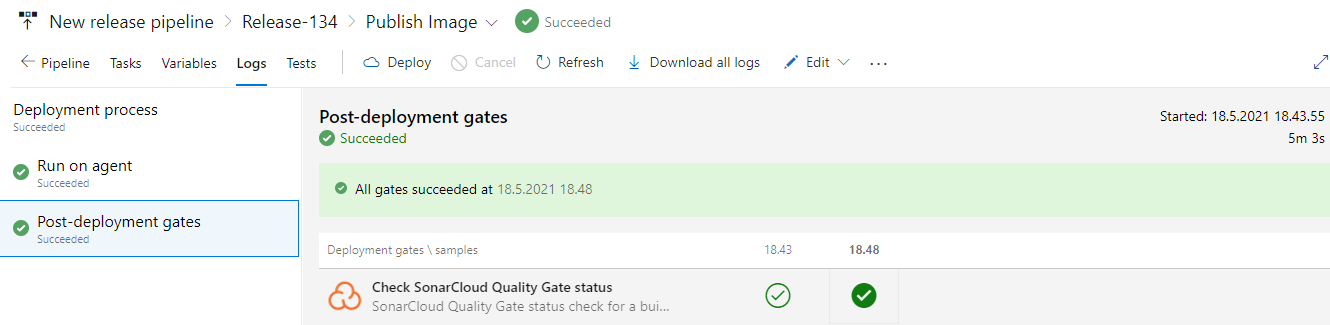 New release pipeline > Release-134 > Publish Image Succeeded
Pipeline Tasks Variables Logs Tests Deploy Cancel Refresh Download all logs Edit ...
Deployment process
Succeeded
Run on agent
Succeeded
Post-deployment gates
Succeeded
Post-deployment gates
Succeeded
Started: 18.5.2021 18.43.55
5m 3s
All gates succeeded at 18.5.2021 18.48
Deployment gates \ samples 18.43 18.48
Check SonarCloud Quality Gate status
SonarCloud Quality Gate status check for a bui...